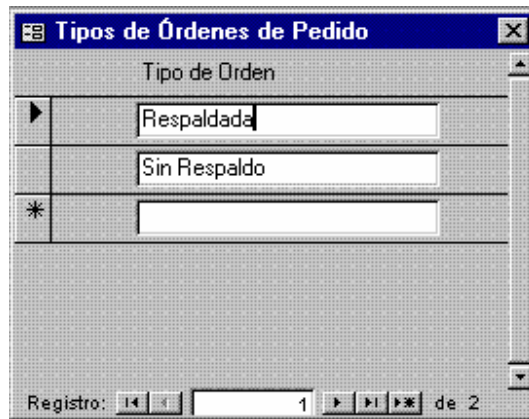 Tipos de Órdenes de Pedido
Tipo de Orden
Respaldada
Sin Respaldo
Registro: 1 de 2